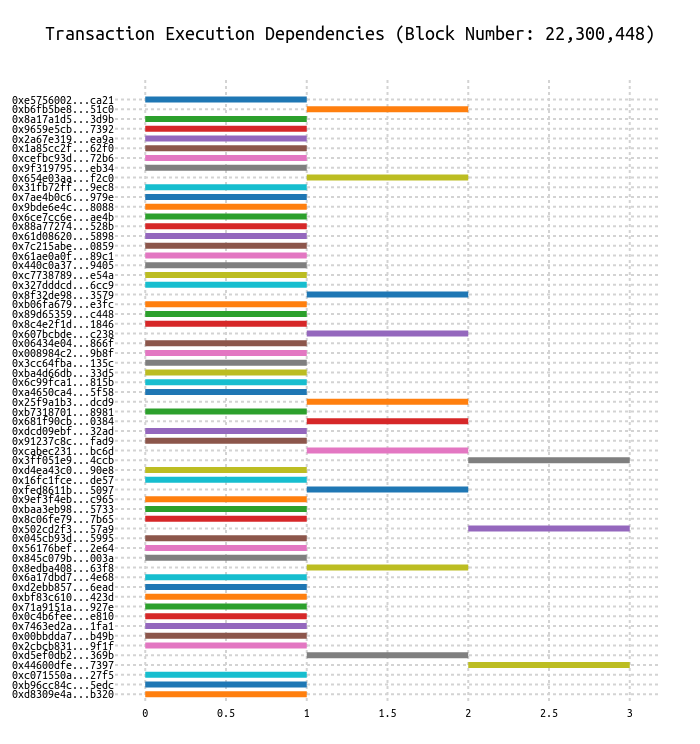 Transaction Execution Dependencies (Block Number: 22,300,448)
0xe5756002...ca21
0xb6fb5be8...51c0
0x8a17a1d5...3d9b
0x9659e5cb...7392
0x2a67e319...ea9a
0x1a85cc2f...62f0
0xcefbc93d...72b6
0x9f319795...eb34
0x654e03aa...f2c0
0x31fb72ff...9ec8
0x7ae4b0c6...979e
0x9bde6e4c...8088
0x6ce7cc6e...ae4b
0x88a77274...528b
0x61d08620...5898
0x7c215abe...0859
0x61ae0a0f...89c1
0x440c0a37...9405
0xc7738789...e54a
0x327dddcd...6cc9
0x8f32de98...3579
0xb06fa679...e3fc
0x89d65359...c448
0x8c4e2f1d...1846
0x607bcbde...c238
0x06434e04...866f
0x008984c2...9b8f
0x3cc64fba...135c
0xba4d66db...33d5
0x6c99fca1...815b
0xa4650ca4...5f58
0x25f9a1b3...dcd9
0xb7318701...8981
0x681f90cb...0384
0xdcd09ebf...32ad
0x91237c8c...fad9
0xcabec231...bc6d
0x3ff051e9...4ccb
0xd4ea43c0...90e8
0x16fc1fce...de57
0xfed8611b...5097
0x9ef3f4eb...c965
0xbaa3eb98...5733
0x8c06fe79...7b65
0x502cd2f3...57a9
0x045cb93d...5995
0x56176bef...2e64
0x845c079b...003a
0x8edba408...63f8
0x6a17dbd7...4e68
0xd2ebb857...6ead
0xbf83c610...423d
0x71a9151a...927e
0x0c4b6fee...e810
0x7463ed2a...1fa1
0x00bbdda7...b49b
0x2cbcb831...9f1f
0xd5ef0db2...369b
0x44600dfe...7397
0xc071550a...27f5
0xb96cc84c...5edc
0xd8309e4a...b320
0 0.5 1 1.5 2 2.5 3